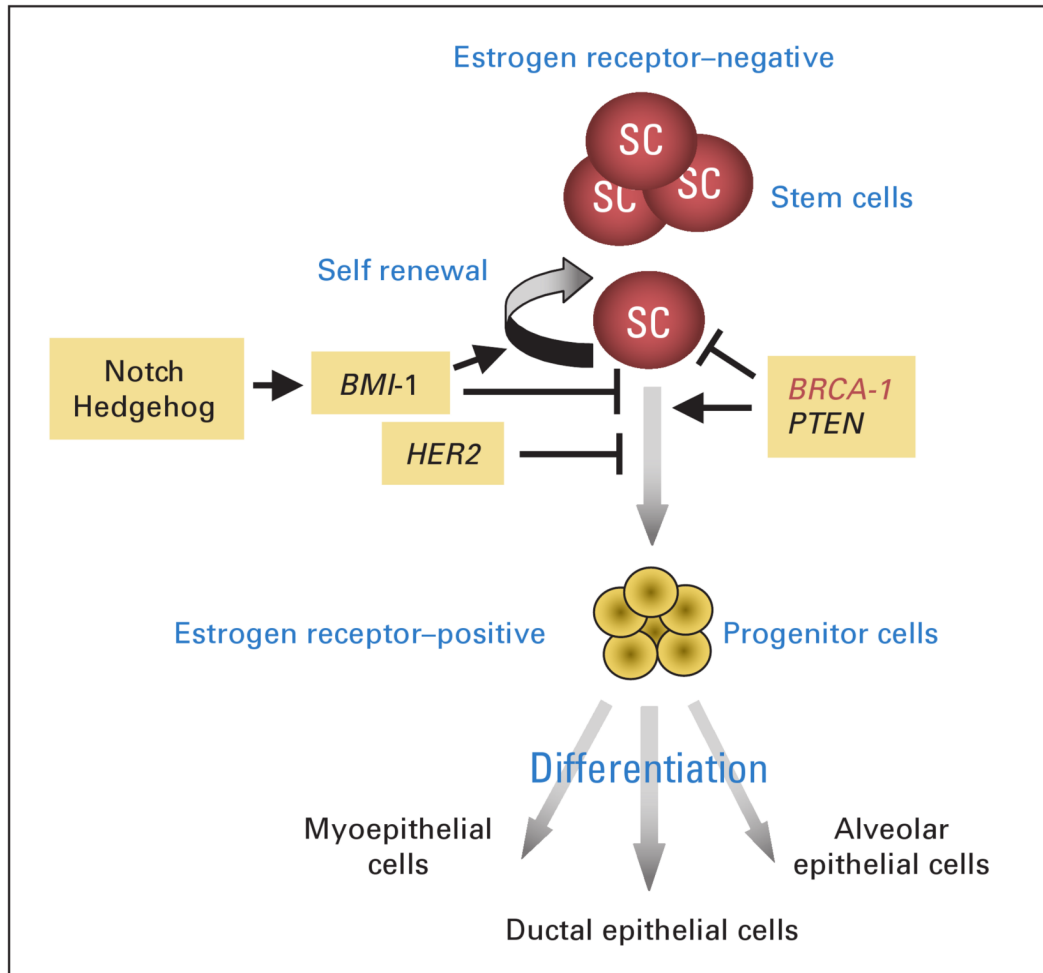 Estrogen receptor–negative
SC
SC
SC
Stem cells
Self renewal
SC
Notch
Hedgehog
BMI-1
BRCA-1
PTEN
HER2
Estrogen receptor–positive
Progenitor cells
Differentiation
Myoepithelial
cells
Alveolar
epithelial cells
Ductal epithelial cells